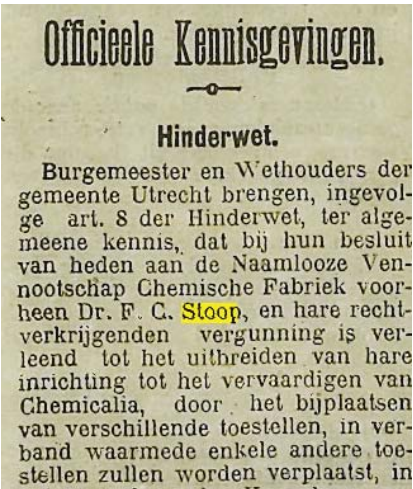 Officieele Kennisgevingen.
Hinderwet.
Burgemeester en Wethouders der
gemeente Utrecht brengen, ingevol-
ge art. 8 der Hinderwet, ter alge-
meene kennis, dat bij hun besluit
van heden aan de Naamlooze Ven-
nootschap Chemische Fabriek voor-
heen Dr. F. C. Stoop, en hare recht-
verkrijgenden vergunning is ver-
leend tot het uitbreiden van hare
inrichting tot het vervaardigen van
Chemicalia, door het bijplaatsen
van verschillende toestellen, in ver-
band waarmede enkele andere toe-
stellen zullen worden verplaatst, in